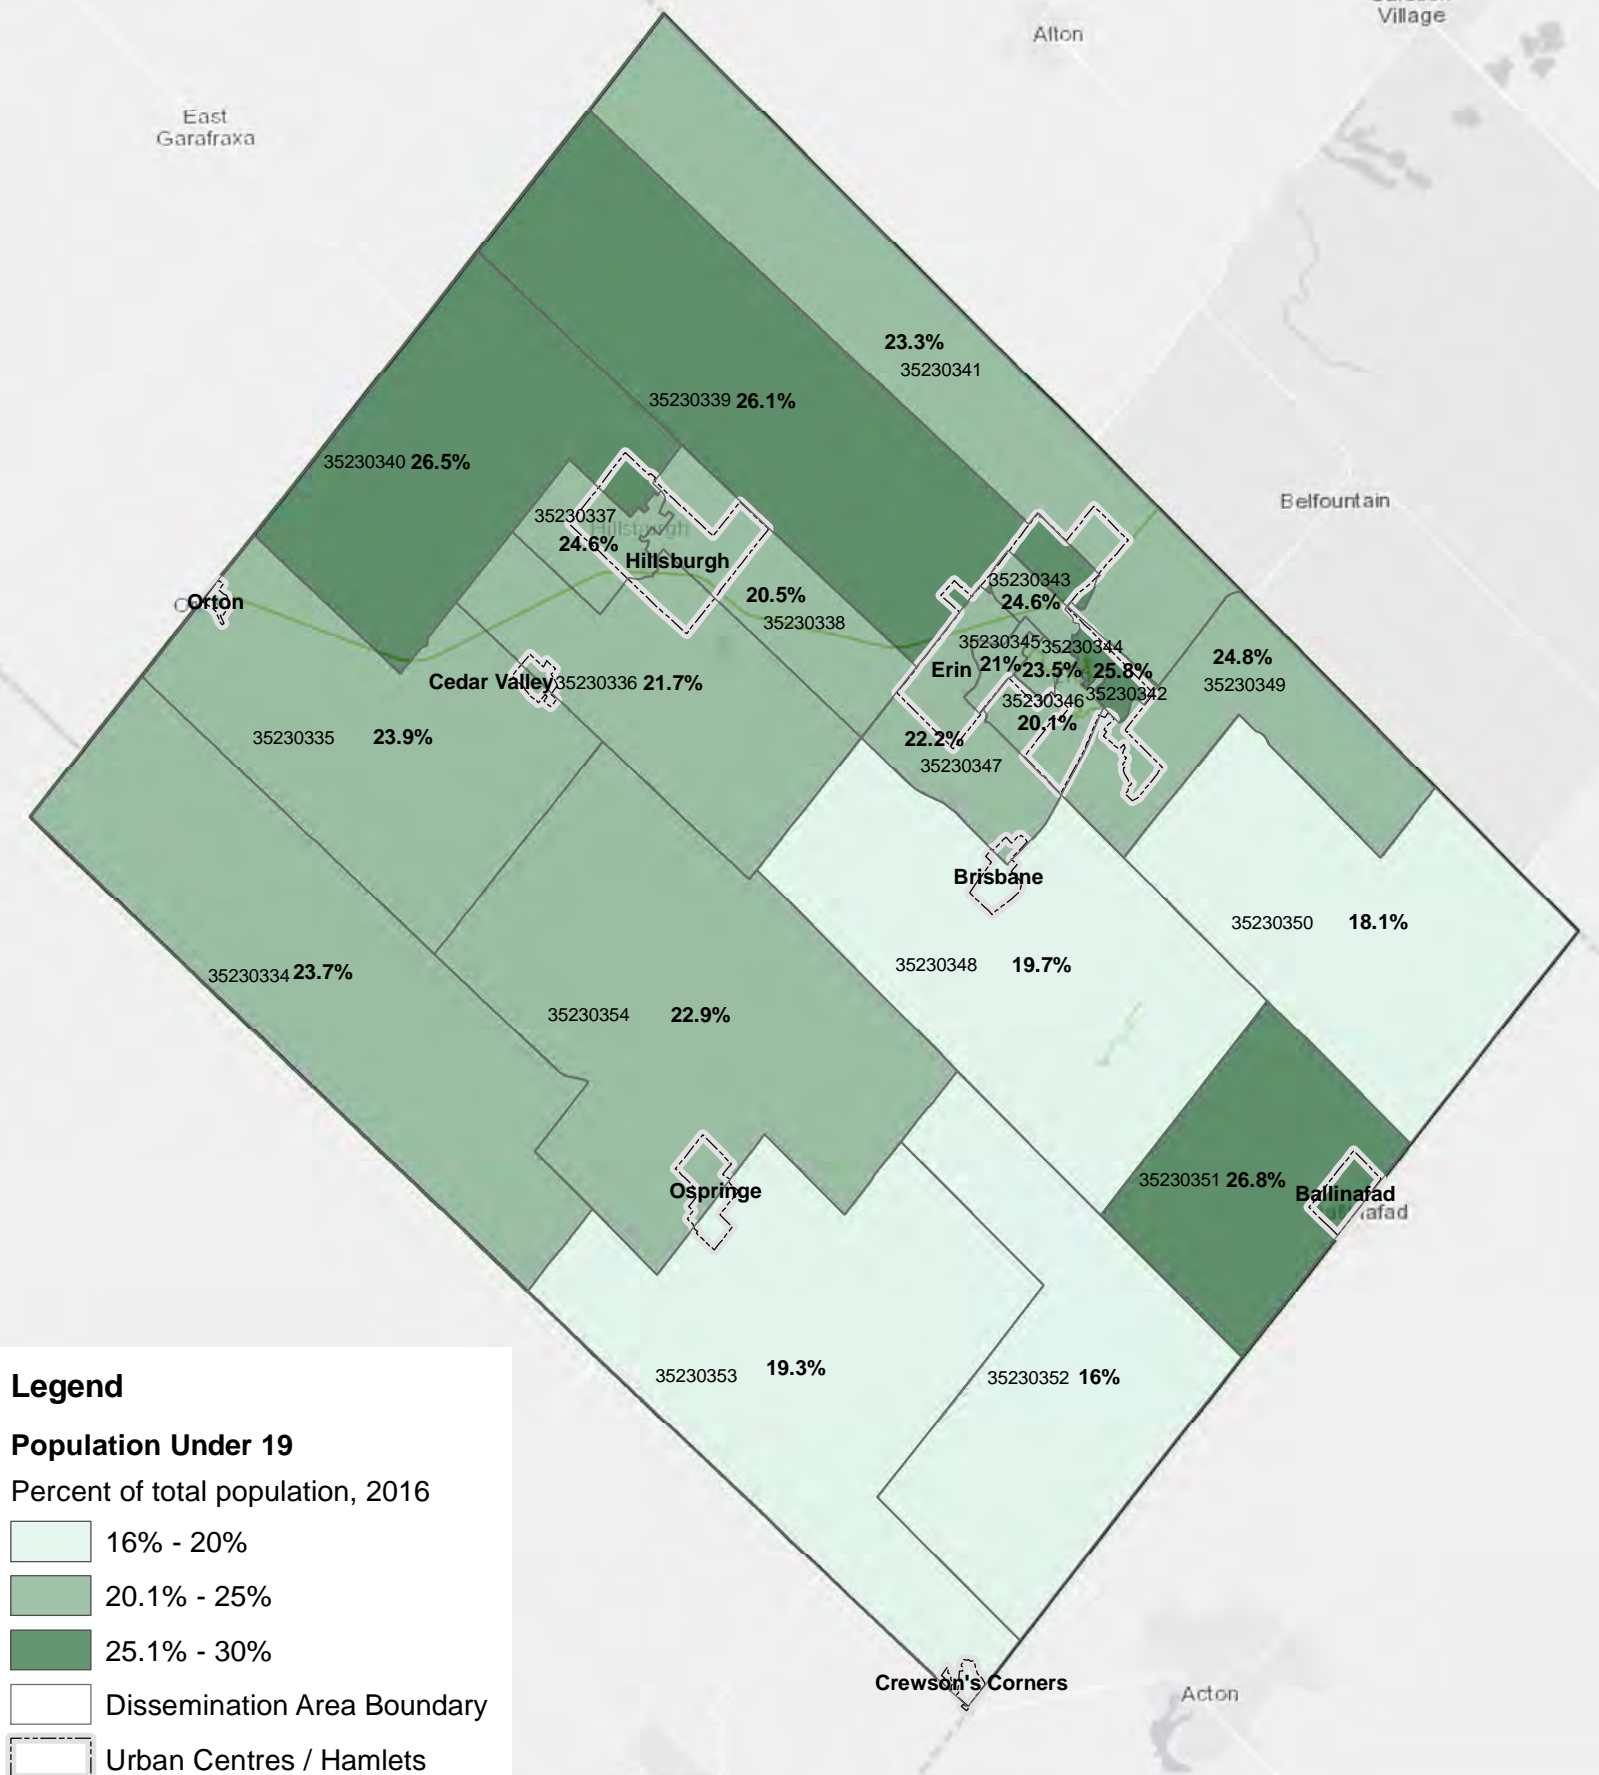 Village
Alton
East
Garafraxa
23.3%
35230341
35230339 26.1%
35230340 26.5%
Belfountain
35230337
Hillsburgh
24.6%
Hillsburgh
35230343
24.6%
Orton
20.5%
35230338
35230345
35230344
Erin
21%
23.5%
25.8%
24.8%
35230349
Cedar Valley
35230336 21.7%
35230342
35230346
20.1%
35230335 23.9%
22.2%
35230347
Brisbane
35230350 18.1%
35230348 19.7%
35230334 23.7%
35230354 22.9%
35230351 26.8%
Ballinafad
Ospringe
35230353 19.3%
35230352 16%
Legend
Population Under 19
Percent of total population, 2016
16% - 20%
20.1% - 25%
25.1% - 30%
Dissemination Area Boundary
Urban Centres / Hamlets
Crewson's Corners
Acton